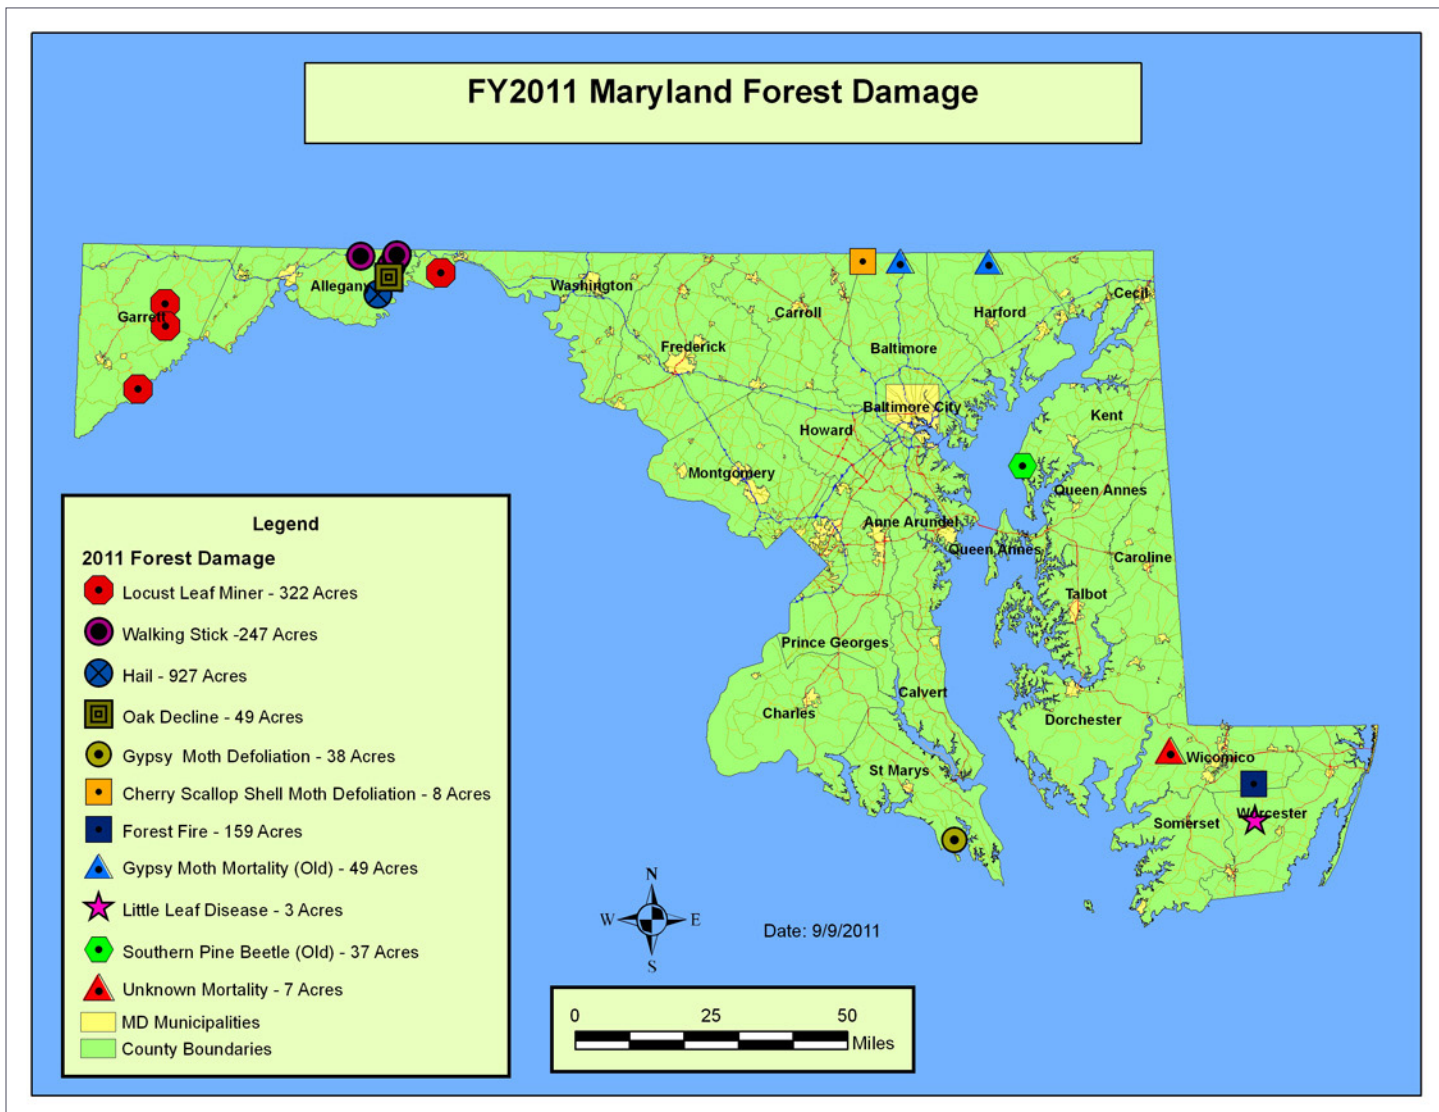 FY2011 Maryland Forest Damage
Garrett
Allegany
Washington
Frederick
Carroll
Baltimore
Harford
Cecil
Baltimore City
Howard
Montgomery
Kent
Queen Annes
Anne Arundel
Queen Annes
Caroline
Talbot
Prince Georges
Calvert
Charles
Dorchester
St Marys
Wicomico
Somerset
Worcester
Legend
2011 Forest Damage
Locust Leaf Miner - 322 Acres
Walking Stick -247 Acres
Hail - 927 Acres
Oak Decline - 49 Acres
Gypsy  Moth Defoliation - 38 Acres
Cherry Scallop Shell Moth Defoliation - 8 Acres
Forest Fire - 159 Acres
Gypsy Moth Mortality (Old) - 49 Acres
Little Leaf Disease - 3 Acres
Southern Pine Beetle (Old) - 37 Acres
Unknown Mortality - 7 Acres
MD Municipalities
County Boundaries
N
W E
S
Date: 9/9/2011
0 25 50
Miles